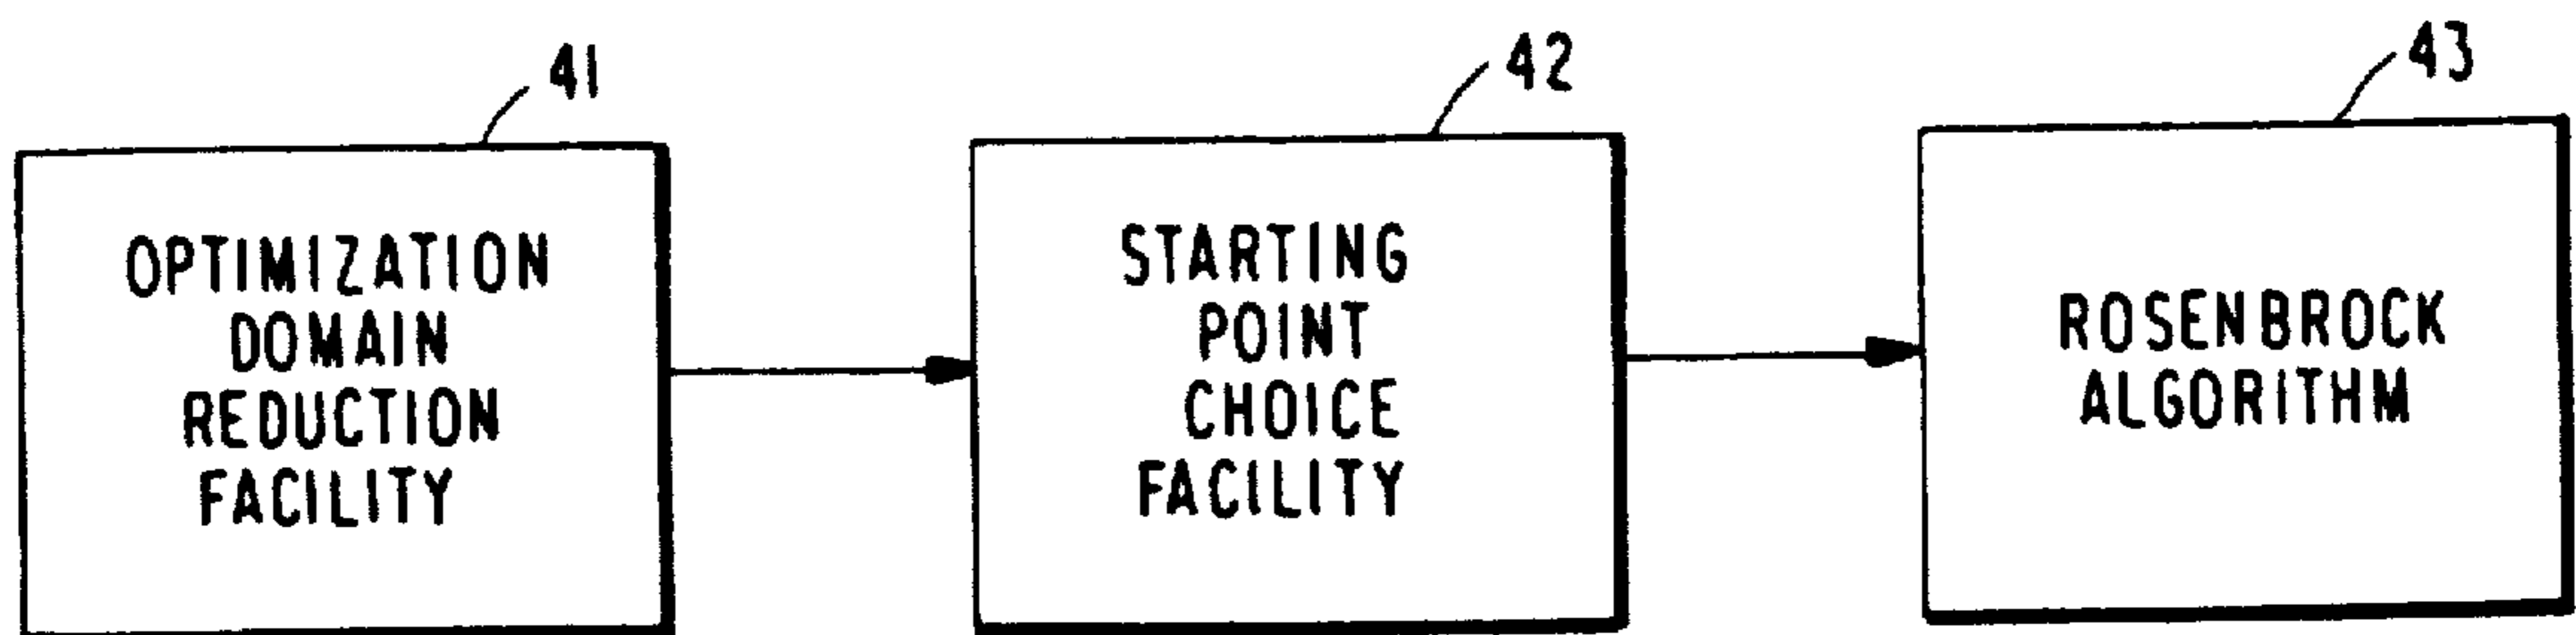 41
OPTIMIZATION
DOMAIN
REDUCTION
FACILITY
42
STARTING
POINT
CHOICE
FACILITY
43
ROSENBROCK
ALGORITHM